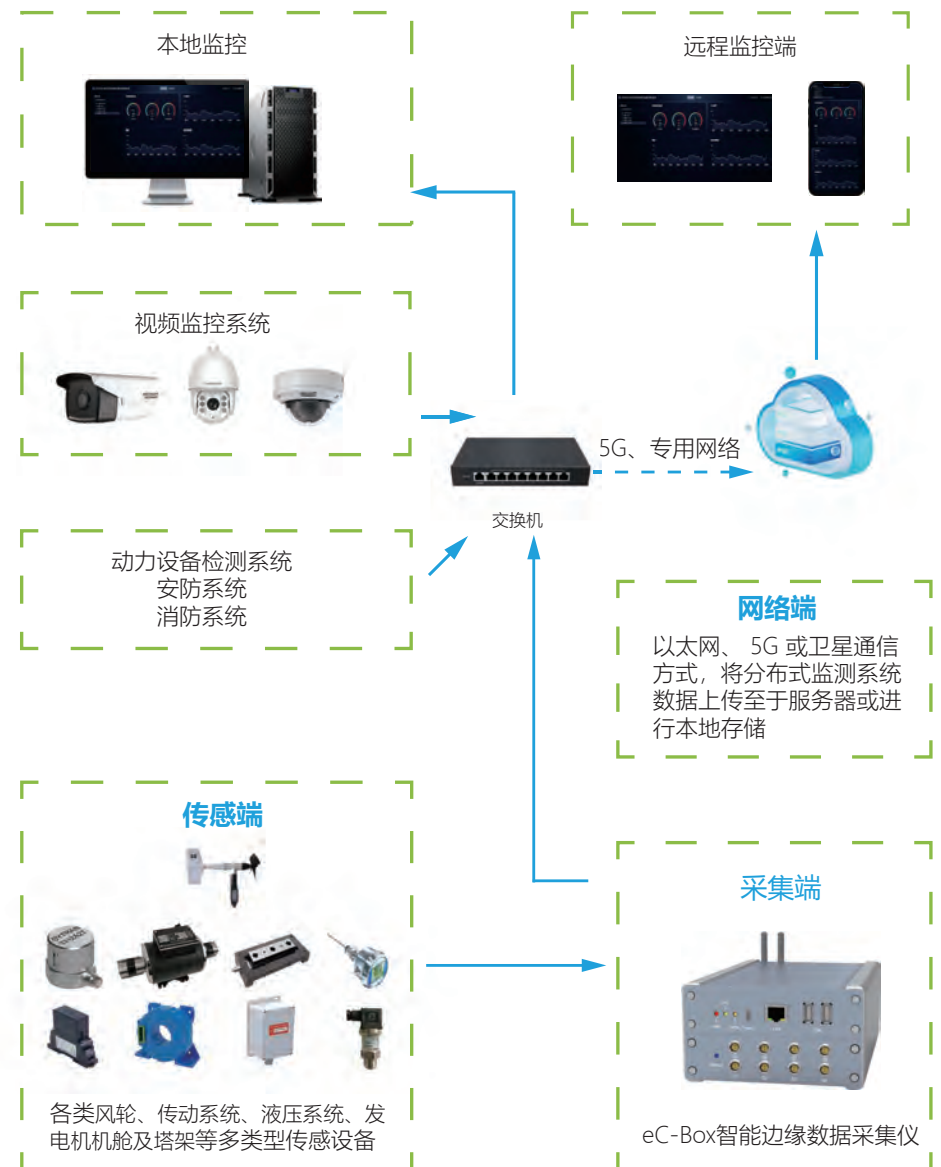 本地监控
远程监控端
视频监控系统
5G、专用网络
交换机
动力设备检测系统
安防系统
消防系统
网络端
以太网、 5G 或卫星通信
方式，将分布式监测系统
数据上传至于服务器或进
行本地存储
传感端
采集端
各类风轮、传动系统、液压系统、发
电机机舱及塔架等多类型传感设备
eC-Box智能边缘数据采集仪